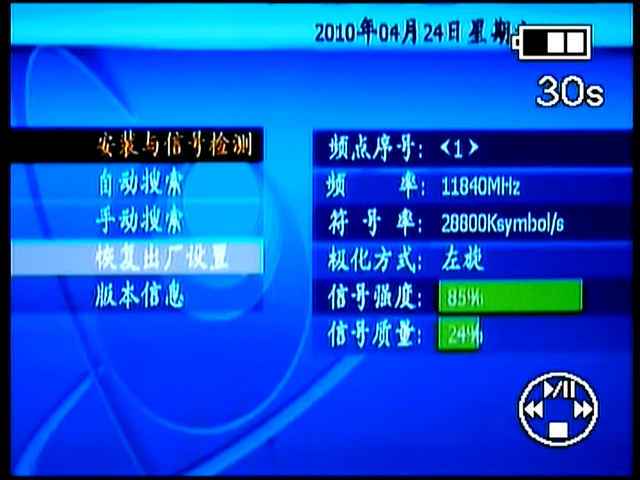 2010年04月24日星期
30s
安装与信号检测
自动搜索
手动搜索
恢复出厂设置
版本信息
频点序号: <1>
频 率: 11840MHz
符号率: 28800Ksymbol/s
极化方式: 左旋
信号强度: 85%
信号质量: 24%